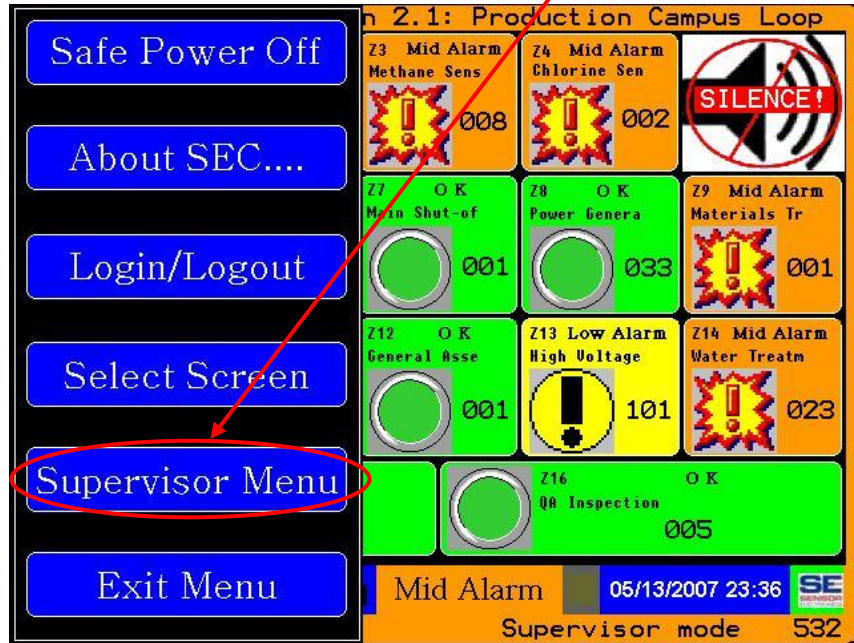 n 2.1: Production Campus Loop
Safe Power Off
About SEC....
Login/Logout
Select Screen
Supervisor Menu
Exit Menu
Z3 Mid Alarm
Methane Sens
008
Z4 Mid Alarm
Chlorine Sen
002
SILENCE!
Z7 OK
Main Shut-of
001
Z8 OK
Power Genera
033
Z9 Mid Alarm
Materials Tr
001
Z12 OK
General Asse
001
Z13 Low Alarm
High Voltage
101
Z14 Mid Alarm
Water Treatm
023
Z16 OK
QA Inspection
005
Mid Alarm
05/13/2007 23:36
SE
SENSOR
Supervisor mode 532